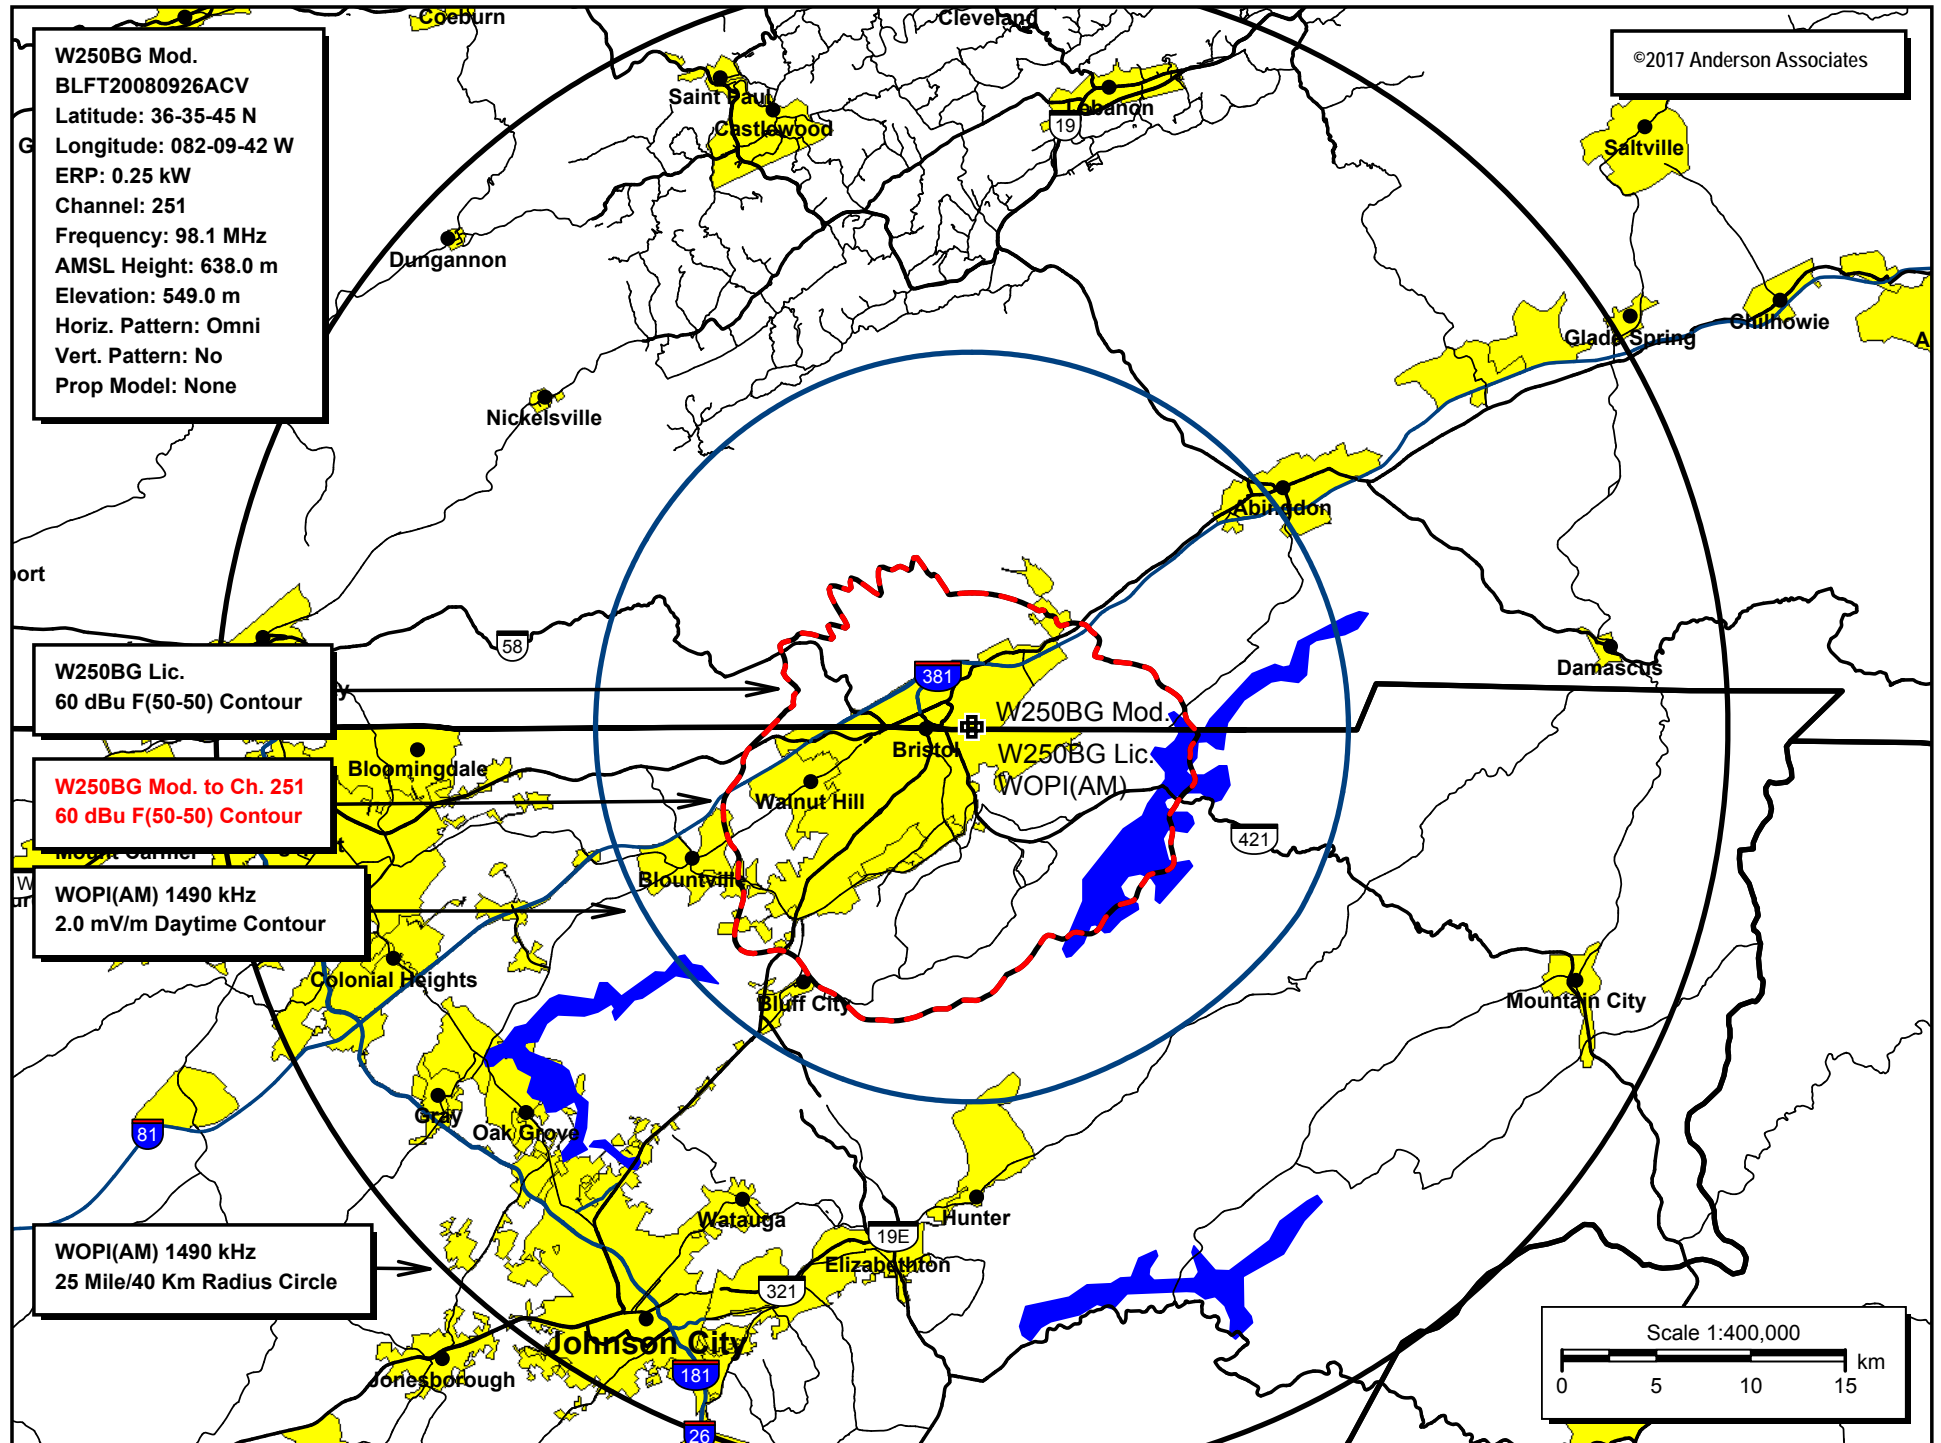 Coeburn
Cleveland
W250BG Mod.
BLFT20080926ACV
Latitude: 36-35-45 N
Longitude: 082-09-42 W
ERP: 0.25 kW
Channel: 251
Frequency: 98.1 MHz
AMSL Height: 638.0 m
Elevation: 549.0 m
Horiz. Pattern: Omni
Vert. Pattern: No
Prop Model: None
©2017 Anderson Associates
Saint Paul
Castlewood
Lebanon
19
Saltville
G
Dungannon
Glade Spring
Chilhowie
A
Nickelsville
Abingdon
port
58
Damascus
W250BG Lic.
60 dBu F(50-50) Contour
y
381
W250BG Mod.
Bristol
W250BG Lic.
WOPI(AM)
Bloomingdale
W250BG Mod. to Ch. 251
60 dBu F(50-50) Contour
Walnut Hill
421
Mount Carmel
t
W
ur
Blountville
WOPI(AM) 1490 kHz
2.0 mV/m Daytime Contour
Colonial Heights
Bluff City
Mountain City
Gray
Oak Grove
81
Watauga
Hunter
19E
Elizabethton
WOPI(AM) 1490 kHz
25 Mile/40 Km Radius Circle
321
Johnson City
Jonesborough
181
26
Scale 1:400,000
km
0 5 10 15